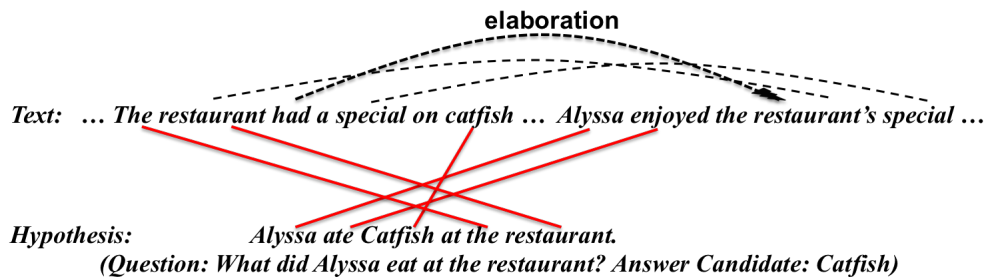 elaboration
Text: … The restaurant had a special on catfish … Alyssa enjoyed the restaurant’s special …
Hypothesis: Alyssa ate Catfish at the restaurant.
(Question: What did Alyssa eat at the restaurant? Answer Candidate: Catfish)